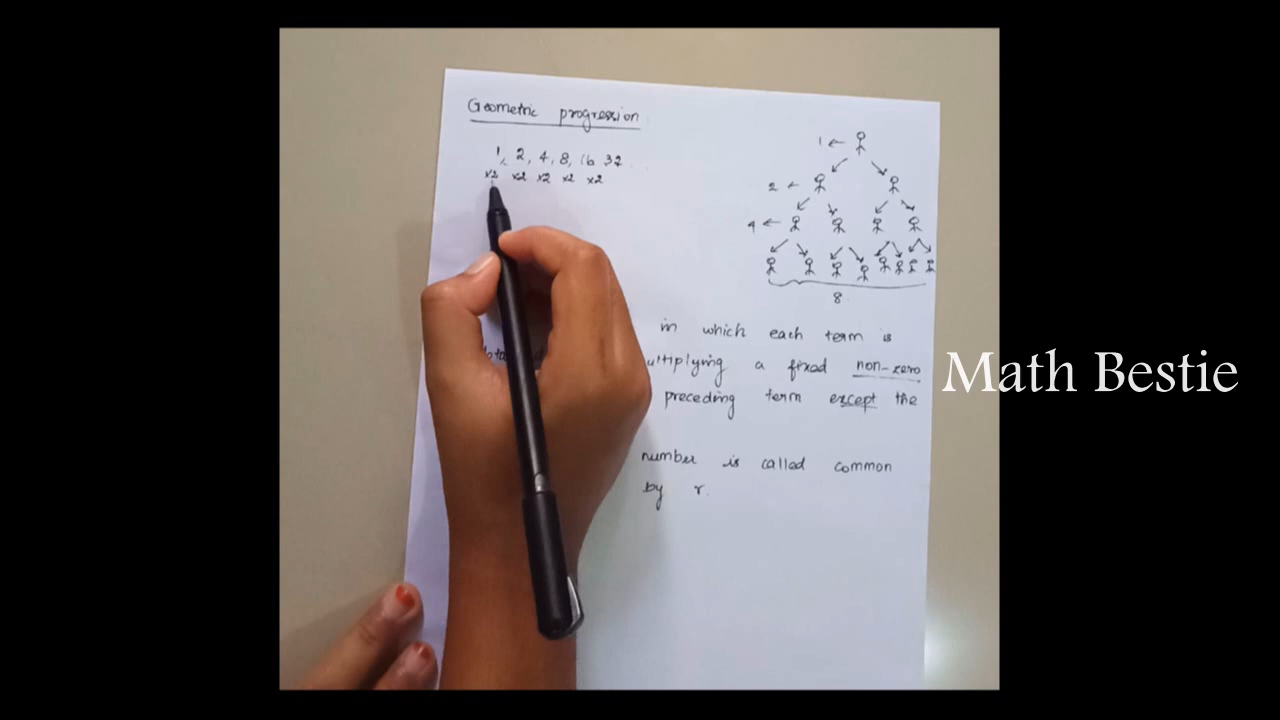 Geometric progression
1, 2, 4, 8, 16 32 ...
x2 x2 x2 x2 x2
1
2
4
8
in which each term is
multiplying a fixed non-zero
preceding term except the
number is called common
by r.
Math Bestie